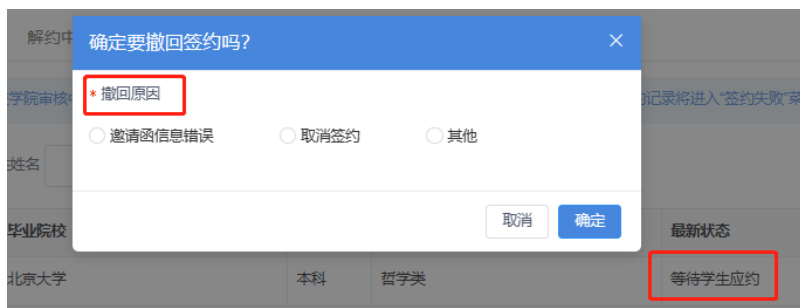 解约中
确定要撤回签约吗?
学院审核
* 撤回原因
记录将进入“签约失败”菜
邀请函信息错误 取消签约 其他
姓名
取消 确定
毕业院校 最新状态
北京大学 本科 哲学类 等待学生应约